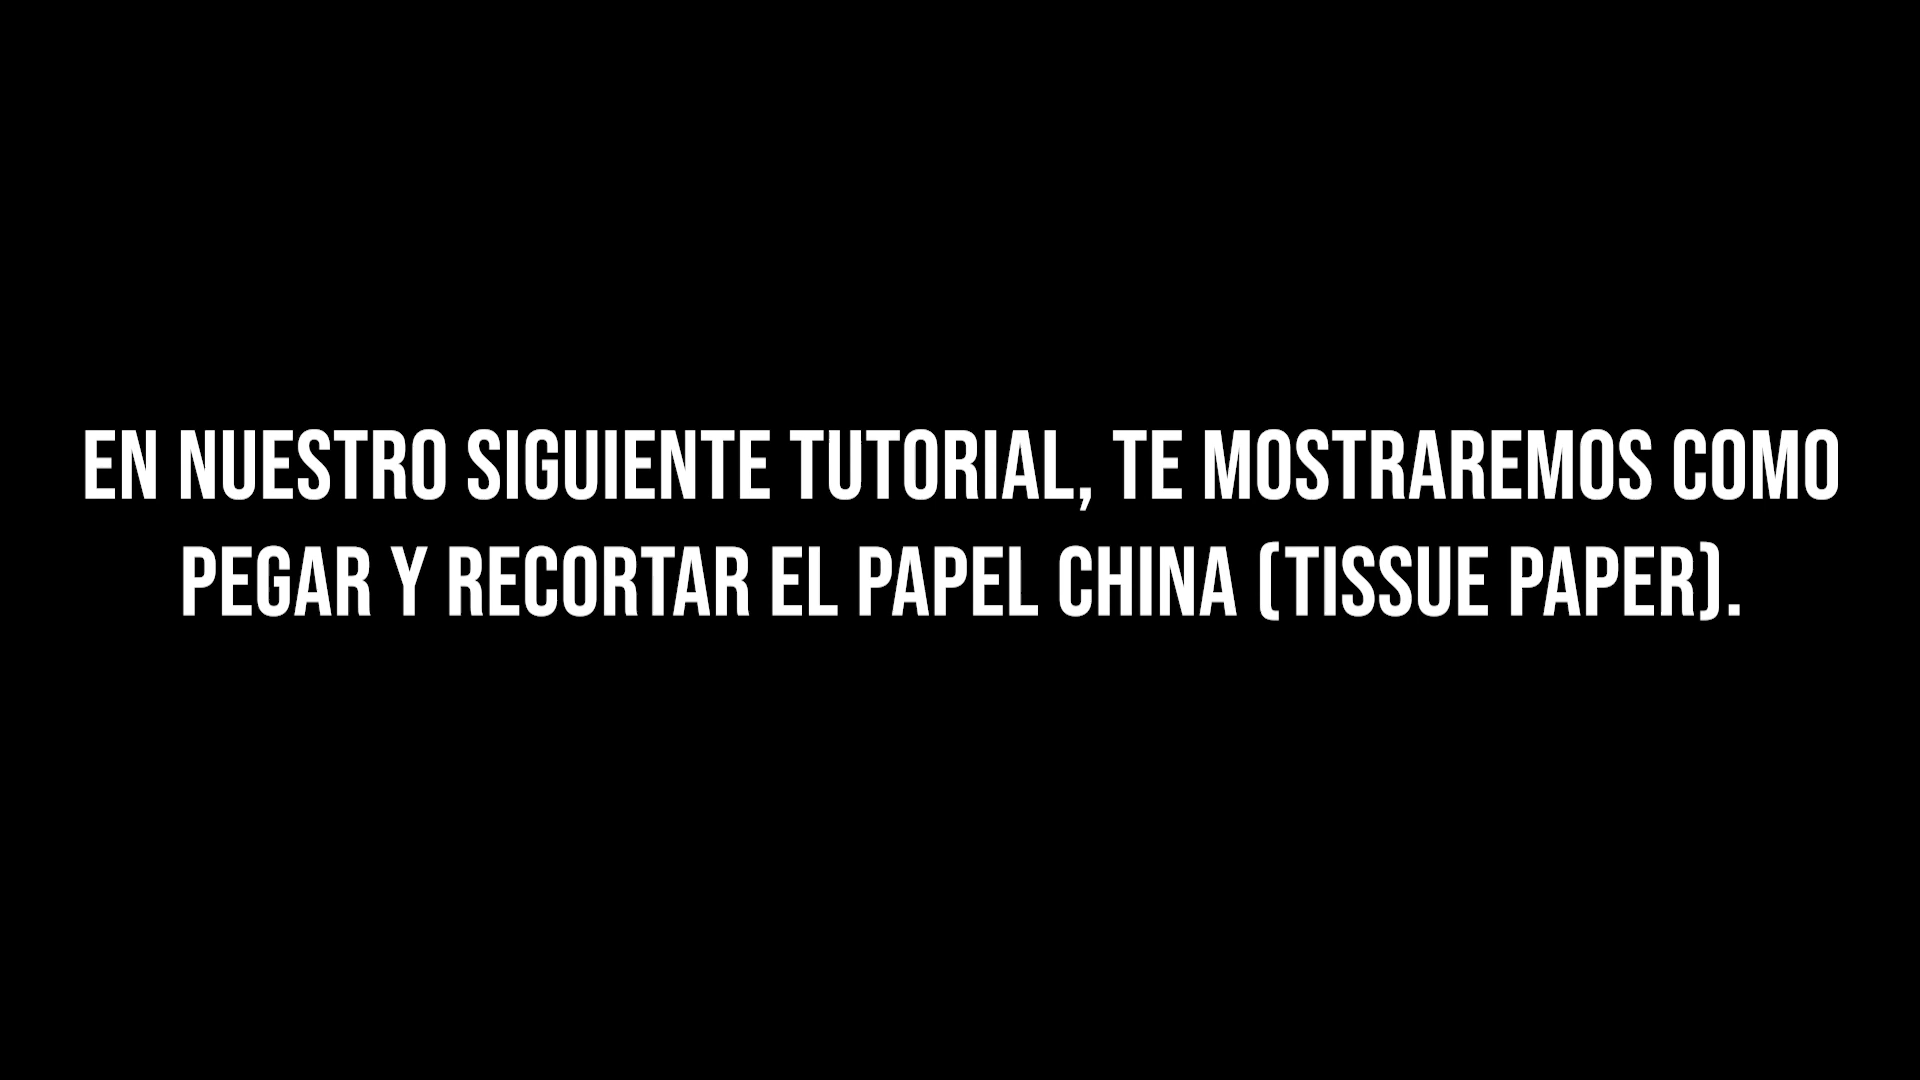 EN NUESTRO SIGUIENTE TUTORIAL, TE MOSTRAREMOS COMO
PEGAR Y RECORTAR EL PAPEL CHINA (TISSUE PAPER).